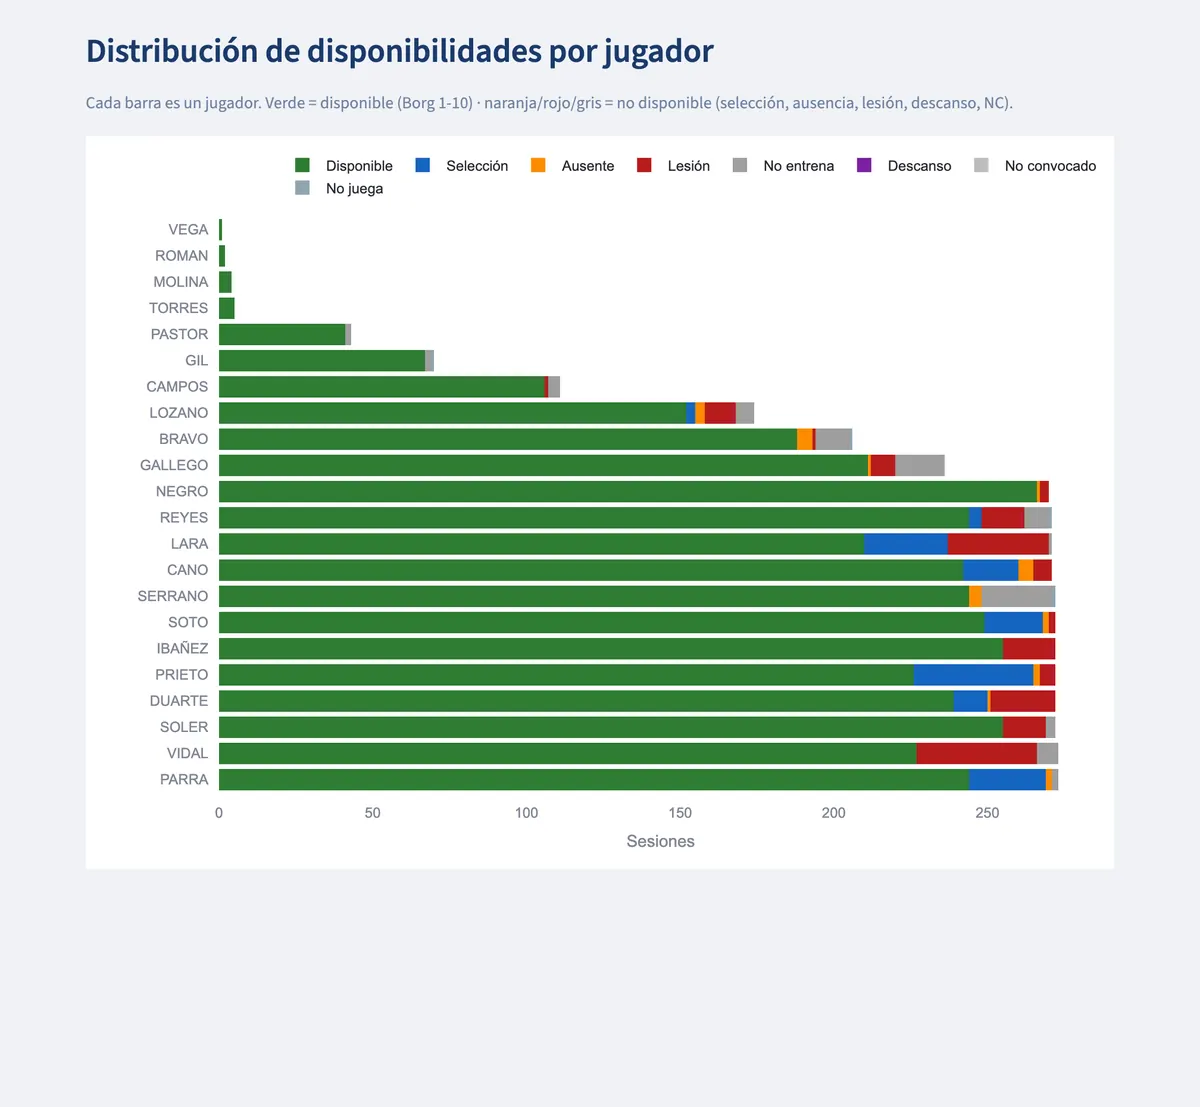 Distribución de disponibilidades por jugador
Cada barra es un jugador. Verde = disponible (Borg 1-10) · naranja/rojo/gris = no disponible (selección, ausencia, lesión, descanso, NC).
Disponible Selección Ausente Lesión No entrena Descanso No convocado
No juega
VEGA
ROMAN
MOLINA
TORRES
PASTOR
GIL
CAMPOS
LOZANO
BRAVO
GALLEGO
NEGRO
REYES
LARA
CANO
SERRANO
SOTO
IBAÑEZ
PRIETO
DUARTE
SOLER
VIDAL
PARRA
0 50 100 150 200 250
Sesiones